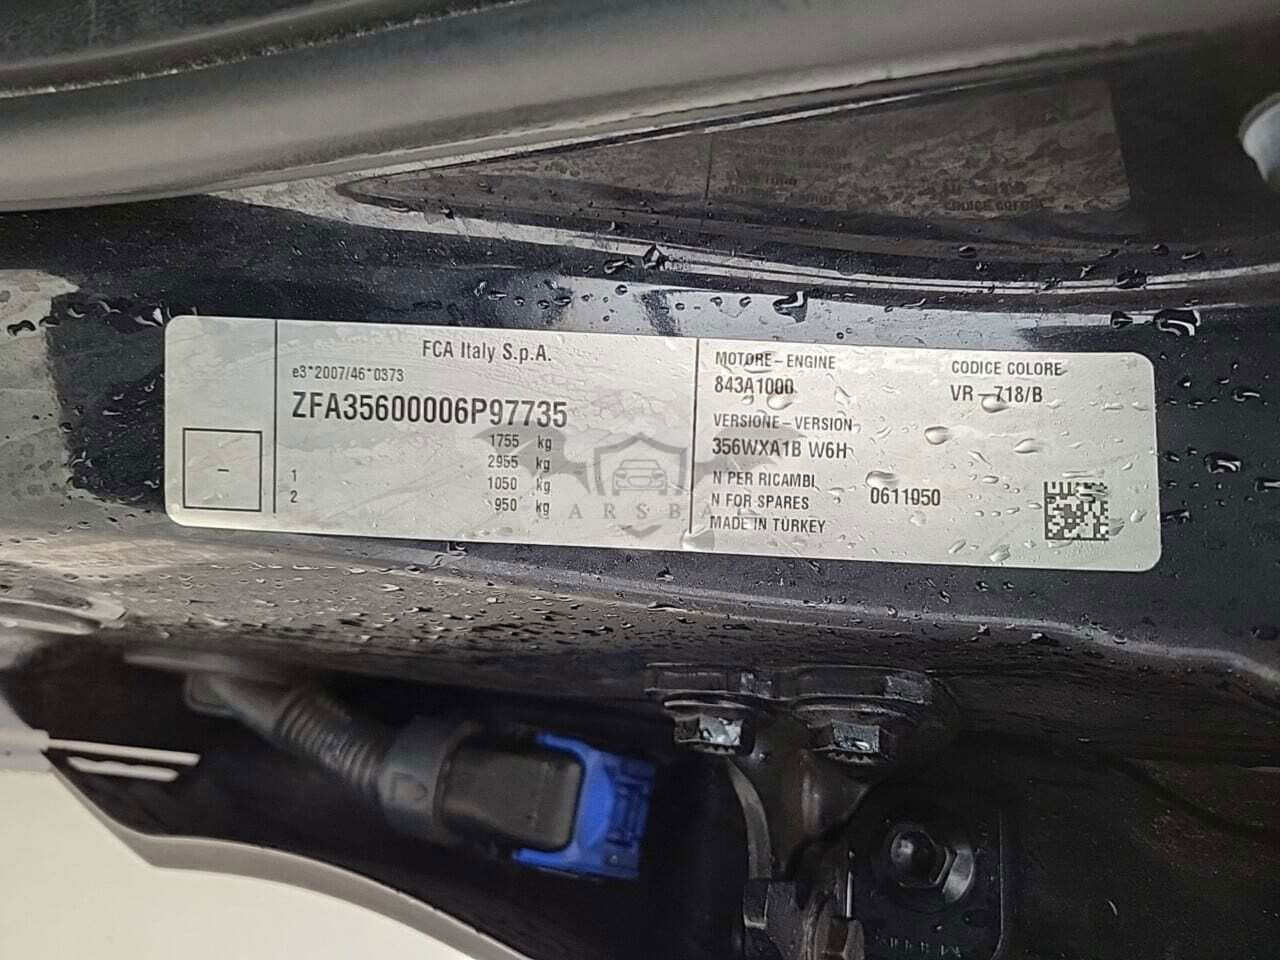 FCA Italy S.p.A.
e3*2007/46*0373
ZFA35600006P97735
1755 kg
2955 kg
1 1050 kg
2 950 kg
-
MOTORE-ENGINE
843A1000
VERSIONE-VERSION
356WXA1B W6H
N PER RICAMBI
N FOR SPARES
0611050
MADE IN TURKEY
CODICE COLORE
VR-718/B
ARSBA